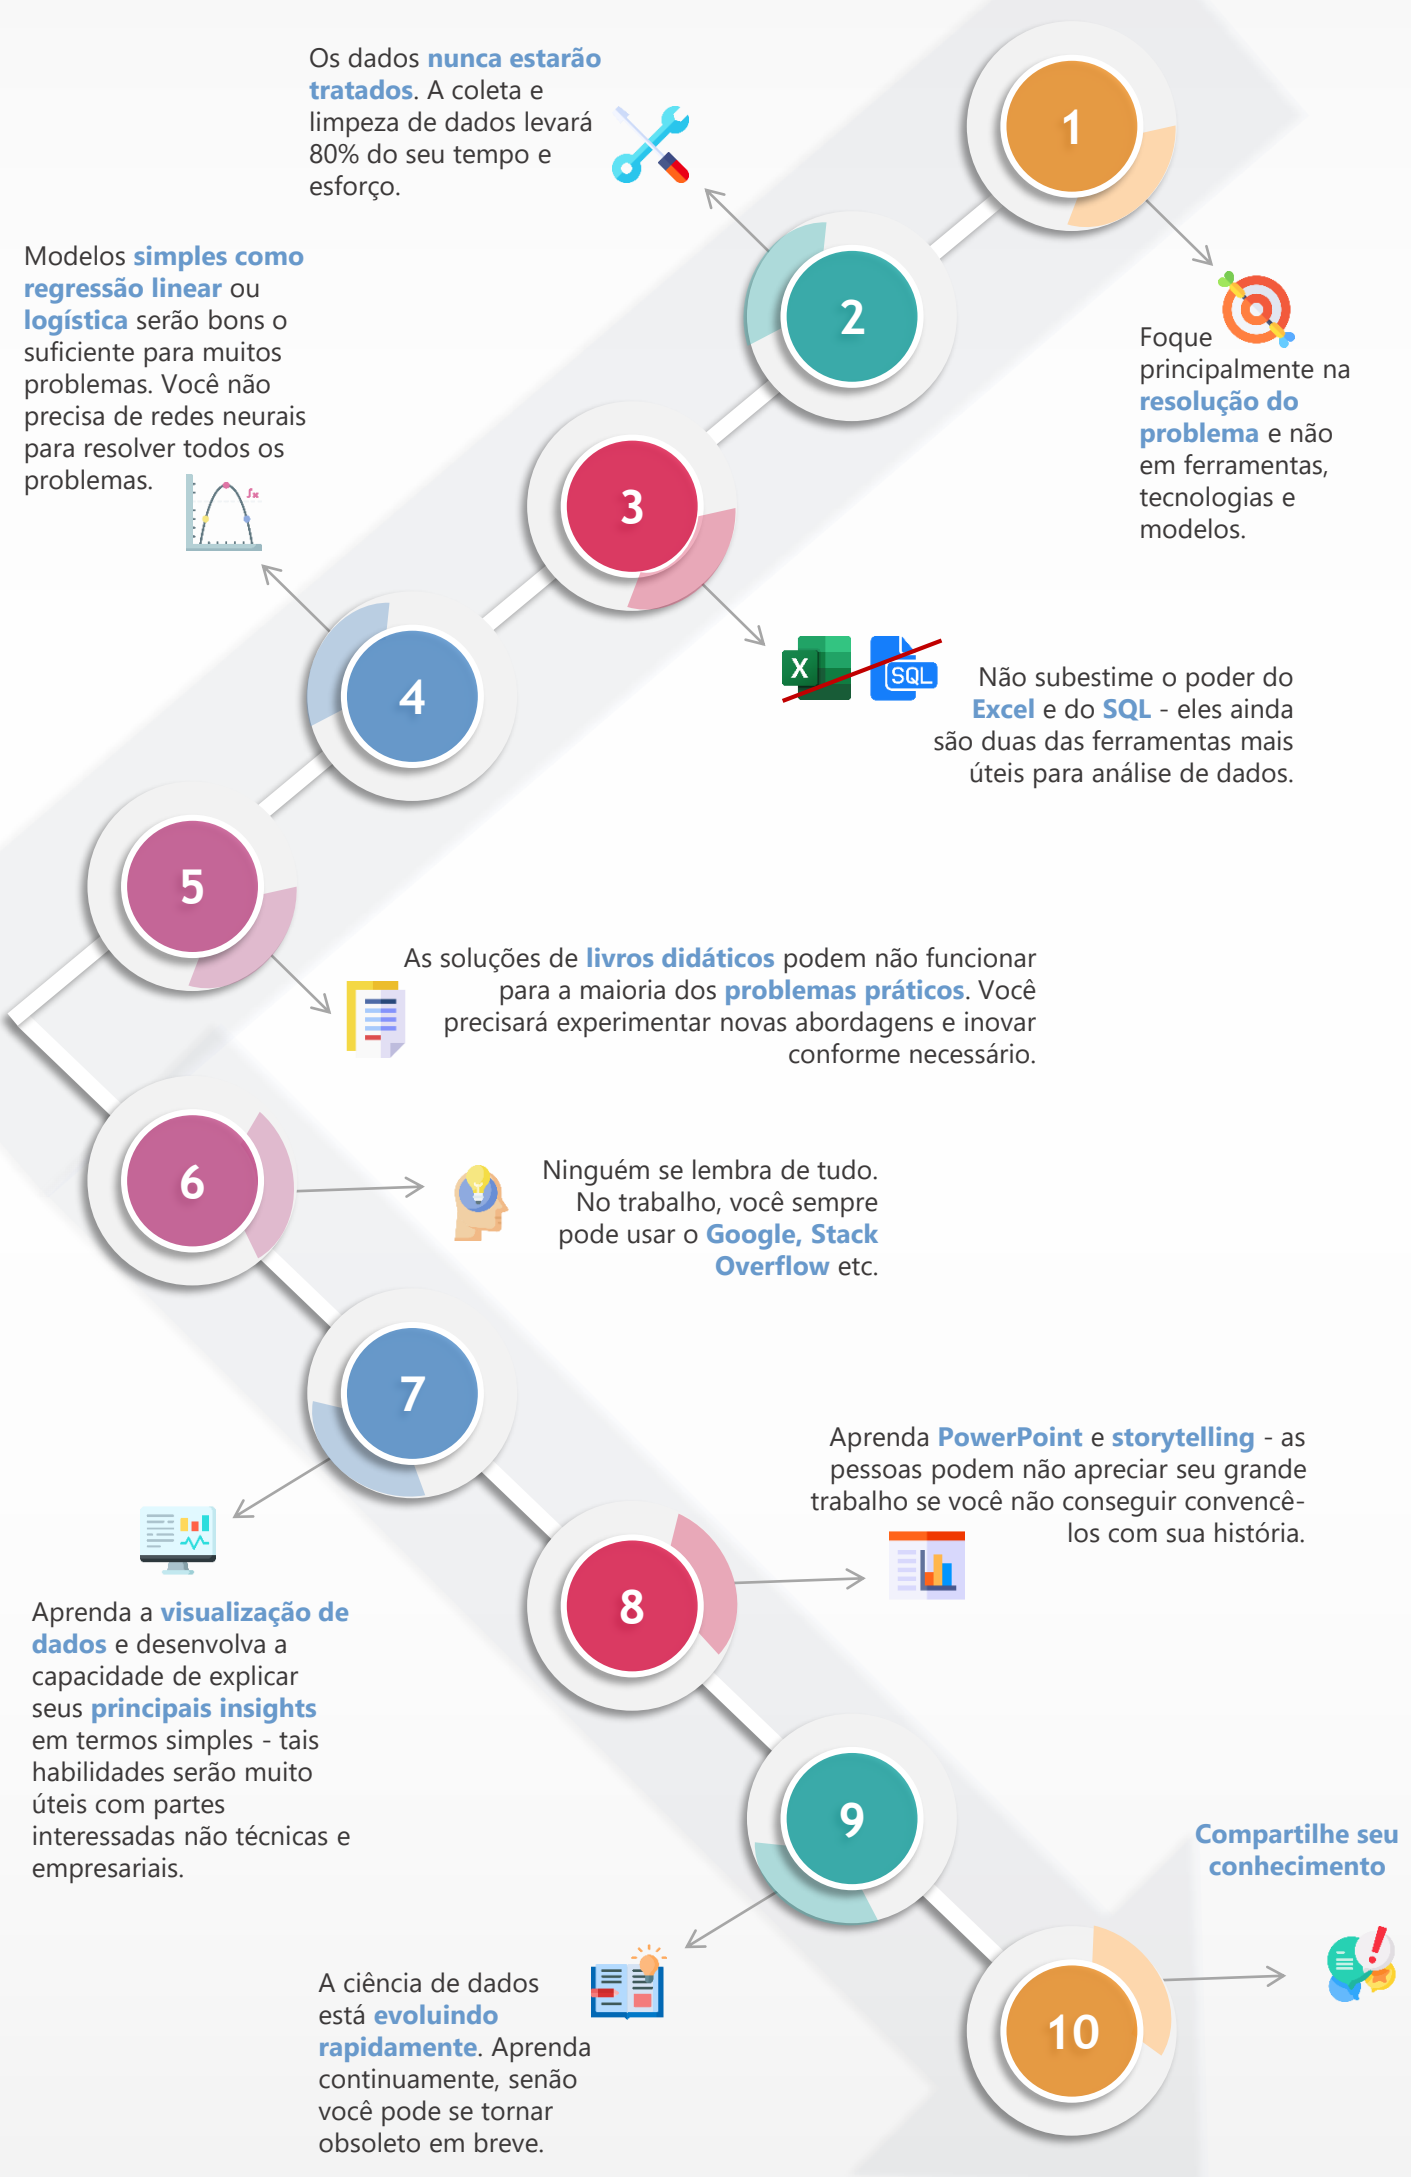 1
Foque
principalmente na
resolução do
problema e não
em ferramentas,
tecnologias e
modelos.
2
Os dados nunca estarão
tratados. A coleta e
limpeza de dados levará
80% do seu tempo e
esforço.
3
X
SQL
Não subestime o poder do
Excel e do SQL - eles ainda
são duas das ferramentas mais
úteis para análise de dados.
4
Modelos simples como
regressão linear ou
logística serão bons o
suficiente para muitos
problemas. Você não
precisa de redes neurais
para resolver todos os
problemas.
∫x
5
As soluções de livros didáticos podem não funcionar
para a maioria dos problemas práticos. Você
precisará experimentar novas abordagens e inovar
conforme necessário.
6
Ninguém se lembra de tudo.
No trabalho, você sempre
pode usar o Google, Stack
Overflow etc.
7
Aprenda a visualização de
dados e desenvolva a
capacidade de explicar
seus principais insights
em termos simples - tais
habilidades serão muito
úteis com partes
interessadas não técnicas e
empresariais.
8
Aprenda PowerPoint e storytelling - as
pessoas podem não apreciar seu grande
trabalho se você não conseguir convencê-
los com sua história.
9
A ciência de dados
está evoluindo
rapidamente. Aprenda
continuamente, senão
você pode se tornar
obsoleto em breve.
10
Compartilhe seu
conhecimento